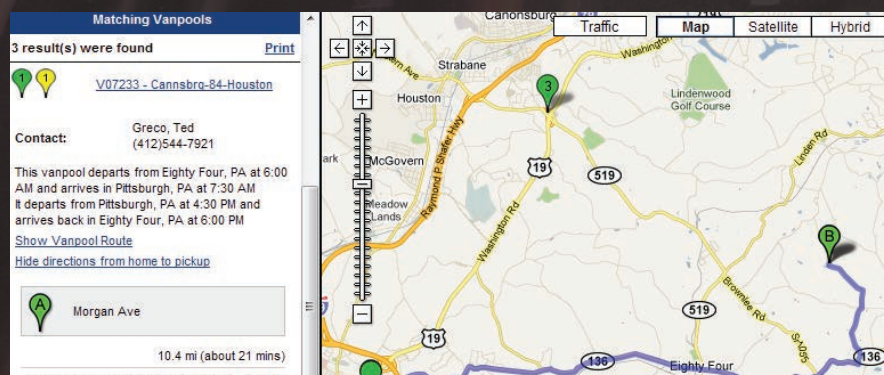 Matching Vanpools
3 result(s) were found Print
1 1 V07233 - Cannsbrg-84-Houston
Contact: Greco, Ted
(412)544-7921
This vanpool departs from Eighty Four, PA at 6:00
AM and arrives in Pittsburgh, PA at 7:30 AM
It departs from Pittsburgh, PA at 4:30 PM and
arrives back in Eighty Four, PA at 6:00 PM
Show Vanpool Route
Hide directions from home to pickup
A Morgan Ave
10.4 mi (about 21 mins)
Canonsburg
Traffic Map Satellite Hybrid
Washington
Strabane
Houston
3
Lindenwood
Golf Course
Linden Rd
McGovern
19
519
Raymond P Shafer Hwy
Meadow
Lands
Washington Rd
B
Brownlee Rd
519
19
136
Eighty Four
136